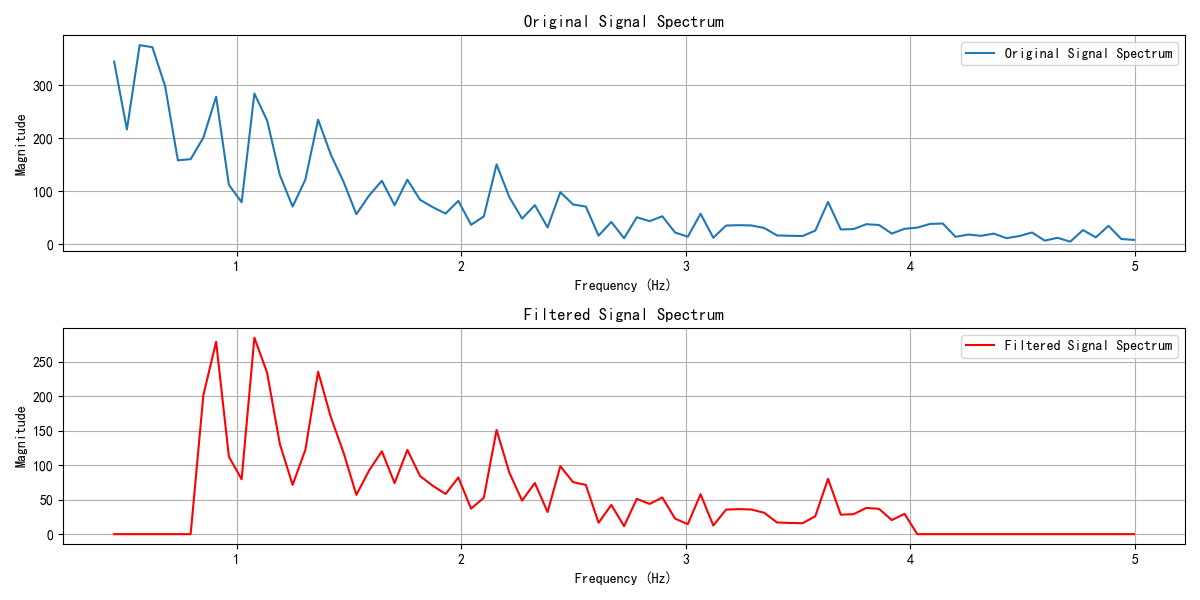 Original Signal Spectrum
Original Signal Spectrum
Magnitude
300
200
100
0
1 2 3 4 5
Frequency (Hz)
Filtered Signal Spectrum
Filtered Signal Spectrum
Magnitude
250
200
150
100
50
0
1 2 3 4 5
Frequency (Hz)